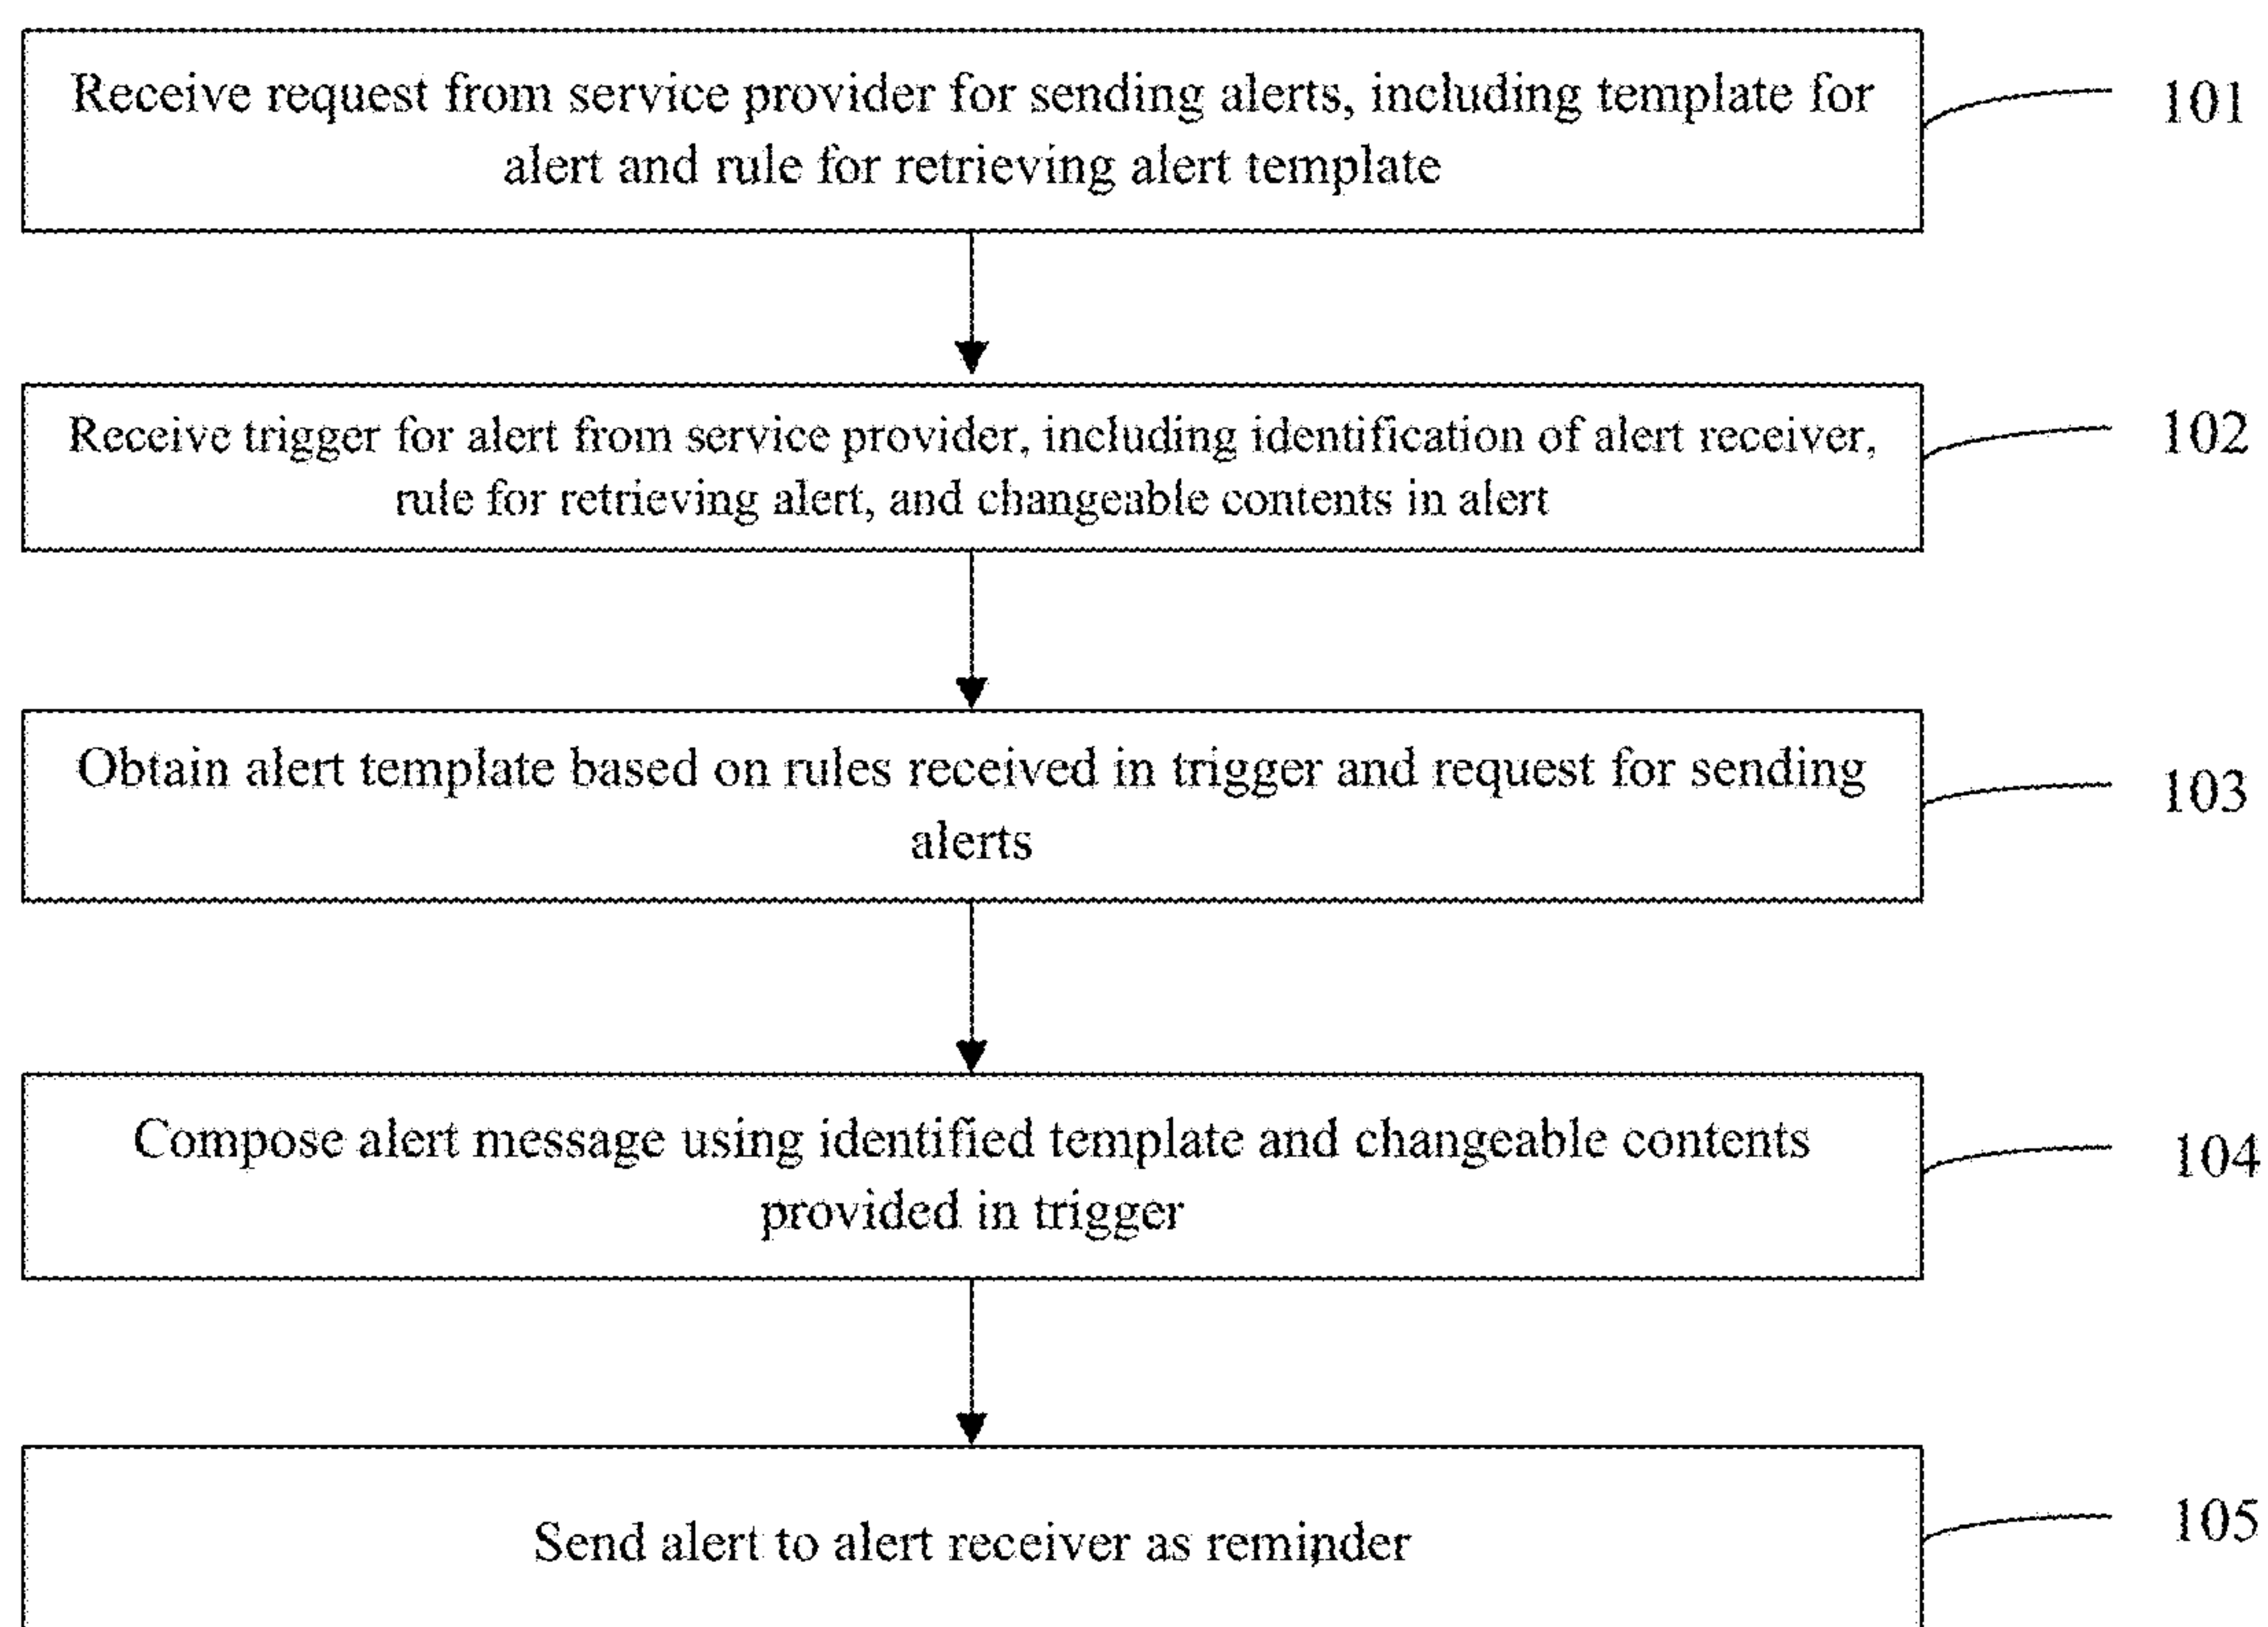 Receive request from service provider for sending alerts, including template for
alert and rule for retrieving alert template
101
Receive trigger for alert from service provider, including identification of alert receiver,
rule for retrieving alert, and changeable contents in alert
102
Obtain alert template based on rules received in trigger and request for sending
alerts
103
Compose alert message using identified template and changeable contents
provided in trigger
104
Send alert to alert receiver as reminder
105